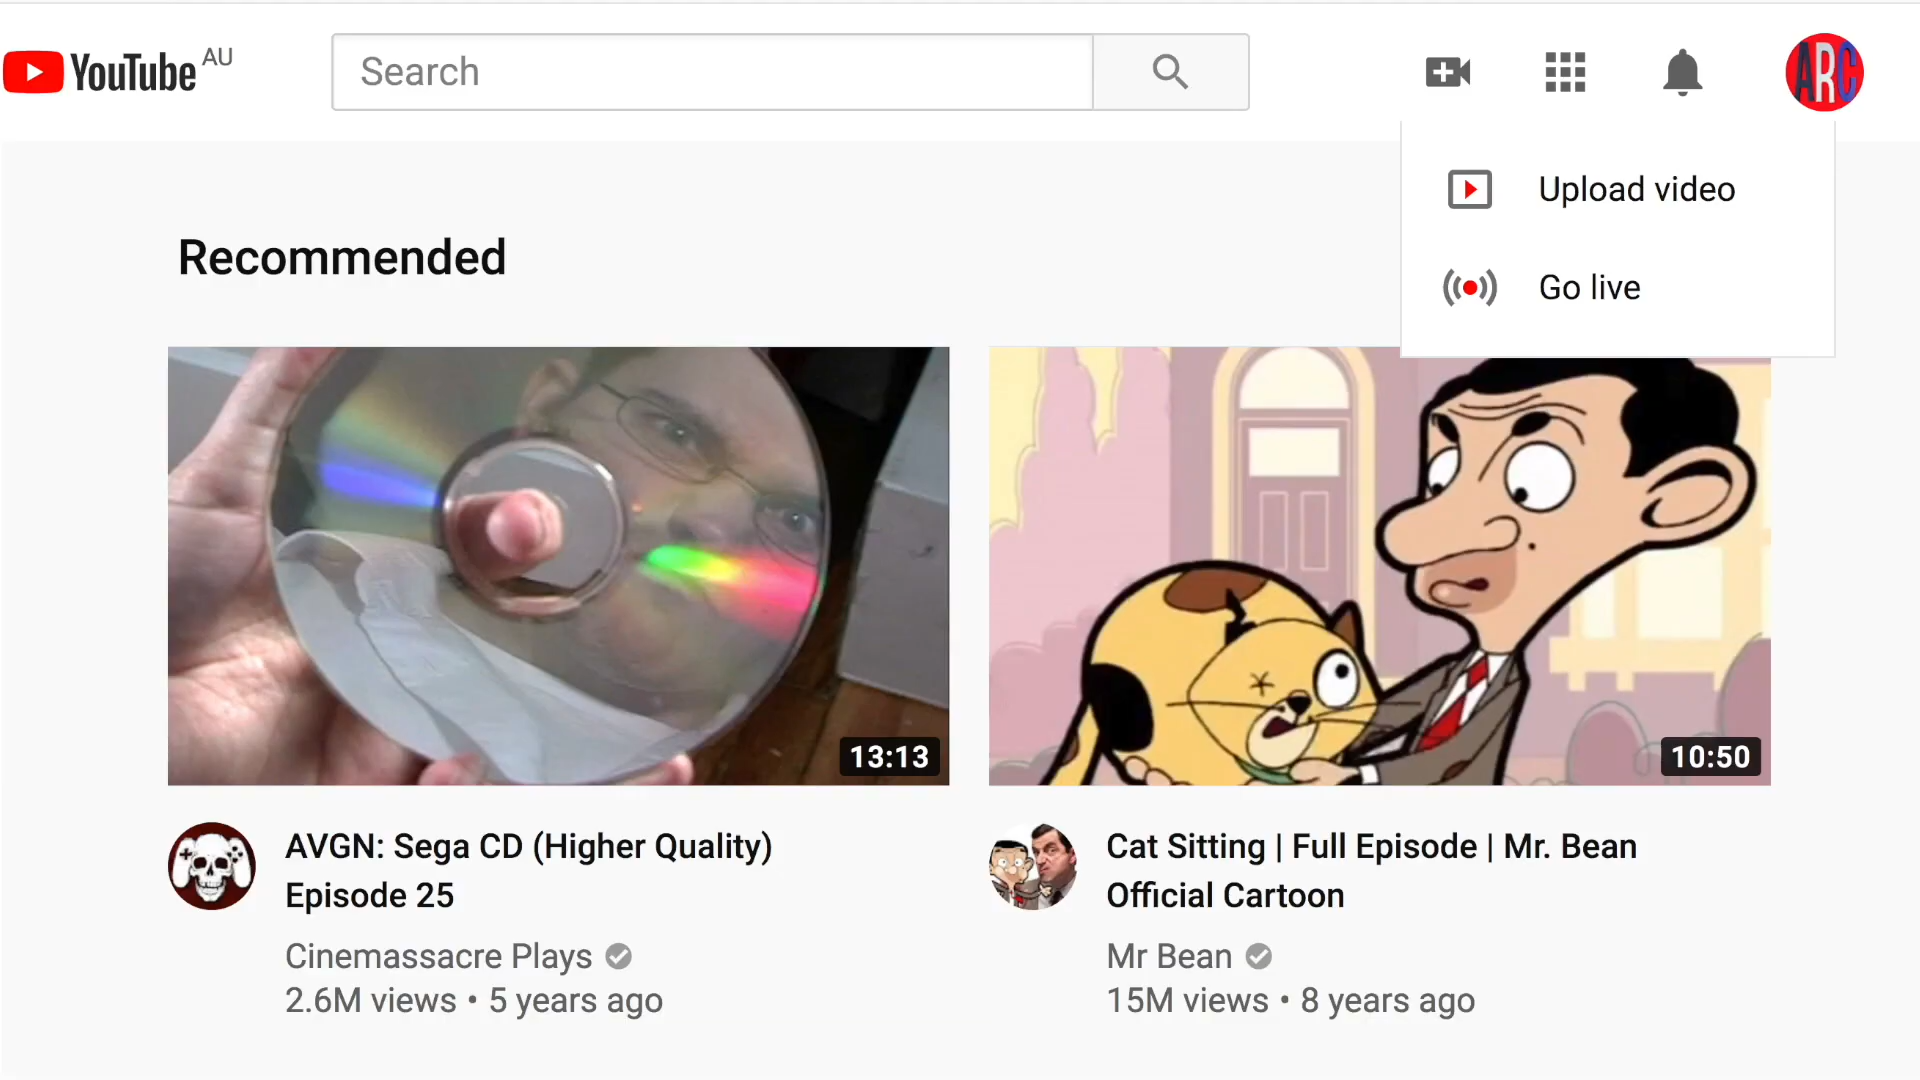 YouTube AU
Search
ARC
Upload video
Go live
Recommended
13:13
10:50
AVGN: Sega CD (Higher Quality)
Episode 25
Cinemassacre Plays
2.6M views • 5 years ago
Cat Sitting | Full Episode | Mr. Bean
Official Cartoon
Mr Bean
15M views • 8 years ago